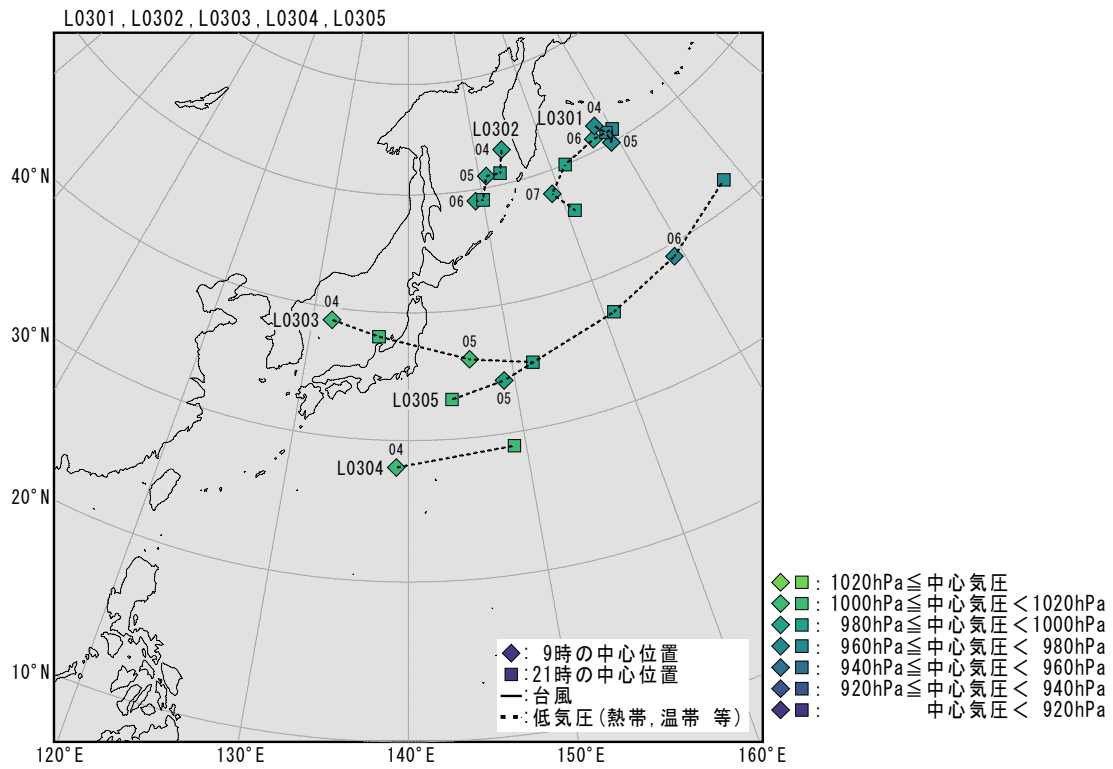 L0301,L0302,L0303,L0304,L0305
04
L0301
L0302
06
05
04
40°N
05
07
06
06
04
L0303
05
30°N
L0305
05
04
L0304
20°N
1020hPa≦中心気圧
1000hPa≦中心気圧<1020hPa
980hPa≦中心気圧<1000hPa
960hPa≦中心気圧< 980hPa
940hPa≦中心気圧< 960hPa
920hPa≦中心気圧< 940hPa
中心気圧< 920hPa
: 9時の中心位置
:21時の中心位置
:台風
:低気圧(熱帯,温帯 等)
10°N
120°E
130°E
140°E
150°E
160°E